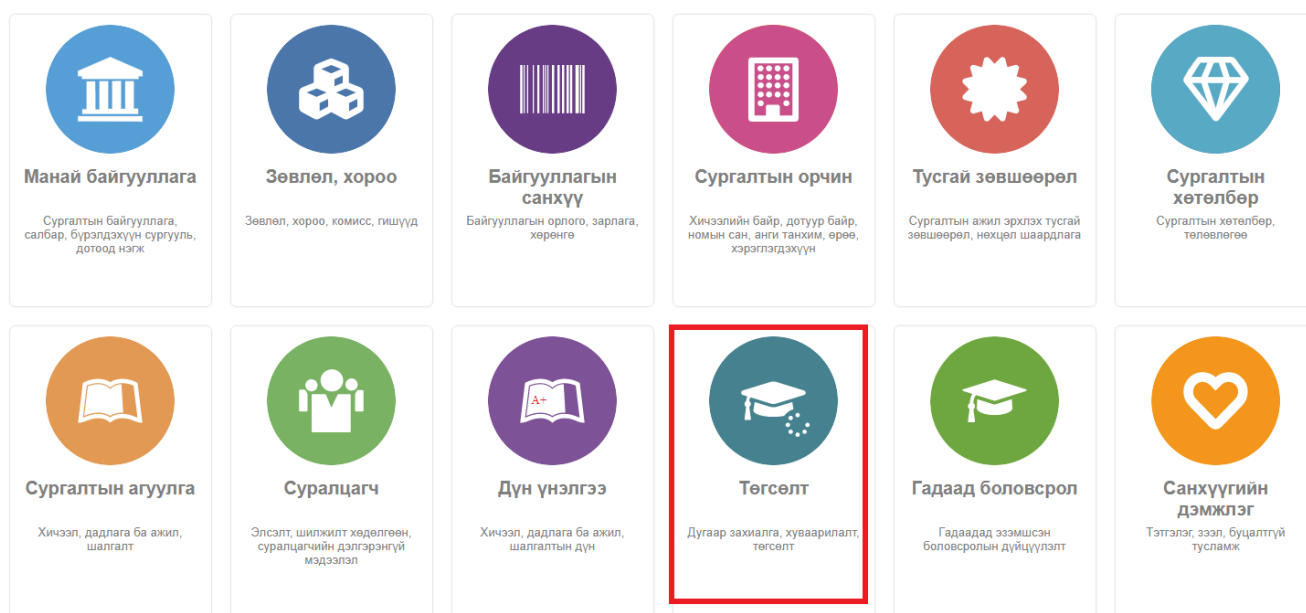 Манай байгууллага
Сургалтын байгууллага,
салбар, бүрэлдэхүүн сургууль,
дотоод нэгж
Зөвлөл, хороо
Зөвлөл, хороо, комисс, гишүүд
Байгууллагын
санхүү
Байгууллагын орлого, зарлага,
хөрөнгө
Сургалтын орчин
Хичээлийн байр, дотуур байр,
номын сан, анги танхим, өрөө,
хэрэглэгдэхүүн
Тусгай зөвшөөрөл
Сургалтын ажил эрхлэх тусгай
зөвшөөрөл, нөхцөл шаардлага
Сургалтын
хөтөлбөр
Сургалтын хөтөлбөр,
төлөвлөгөө
Сургалтын агуулга
Хичээл, дадлага ба ажил,
шалгалт
Суралцагч
Элсэлт, шилжилт хөдөлгөөн,
суралцагчийн дэлгэрэнгүй
мэдээлэл
A+
Дүн үнэлгээ
Хичээл, дадлага ба ажил,
шалгалтын дүн
Төгсөлт
Дугаар захиалга, хуваарилалт,
төгсөлт
Гадаад боловсрол
Гадаадад эзэмшсэн
боловсролын дүйцүүлэлт
Санхүүгийн
дэмжлэг
Тэтгэлэг, зээл, буцалтгүй
тусламж